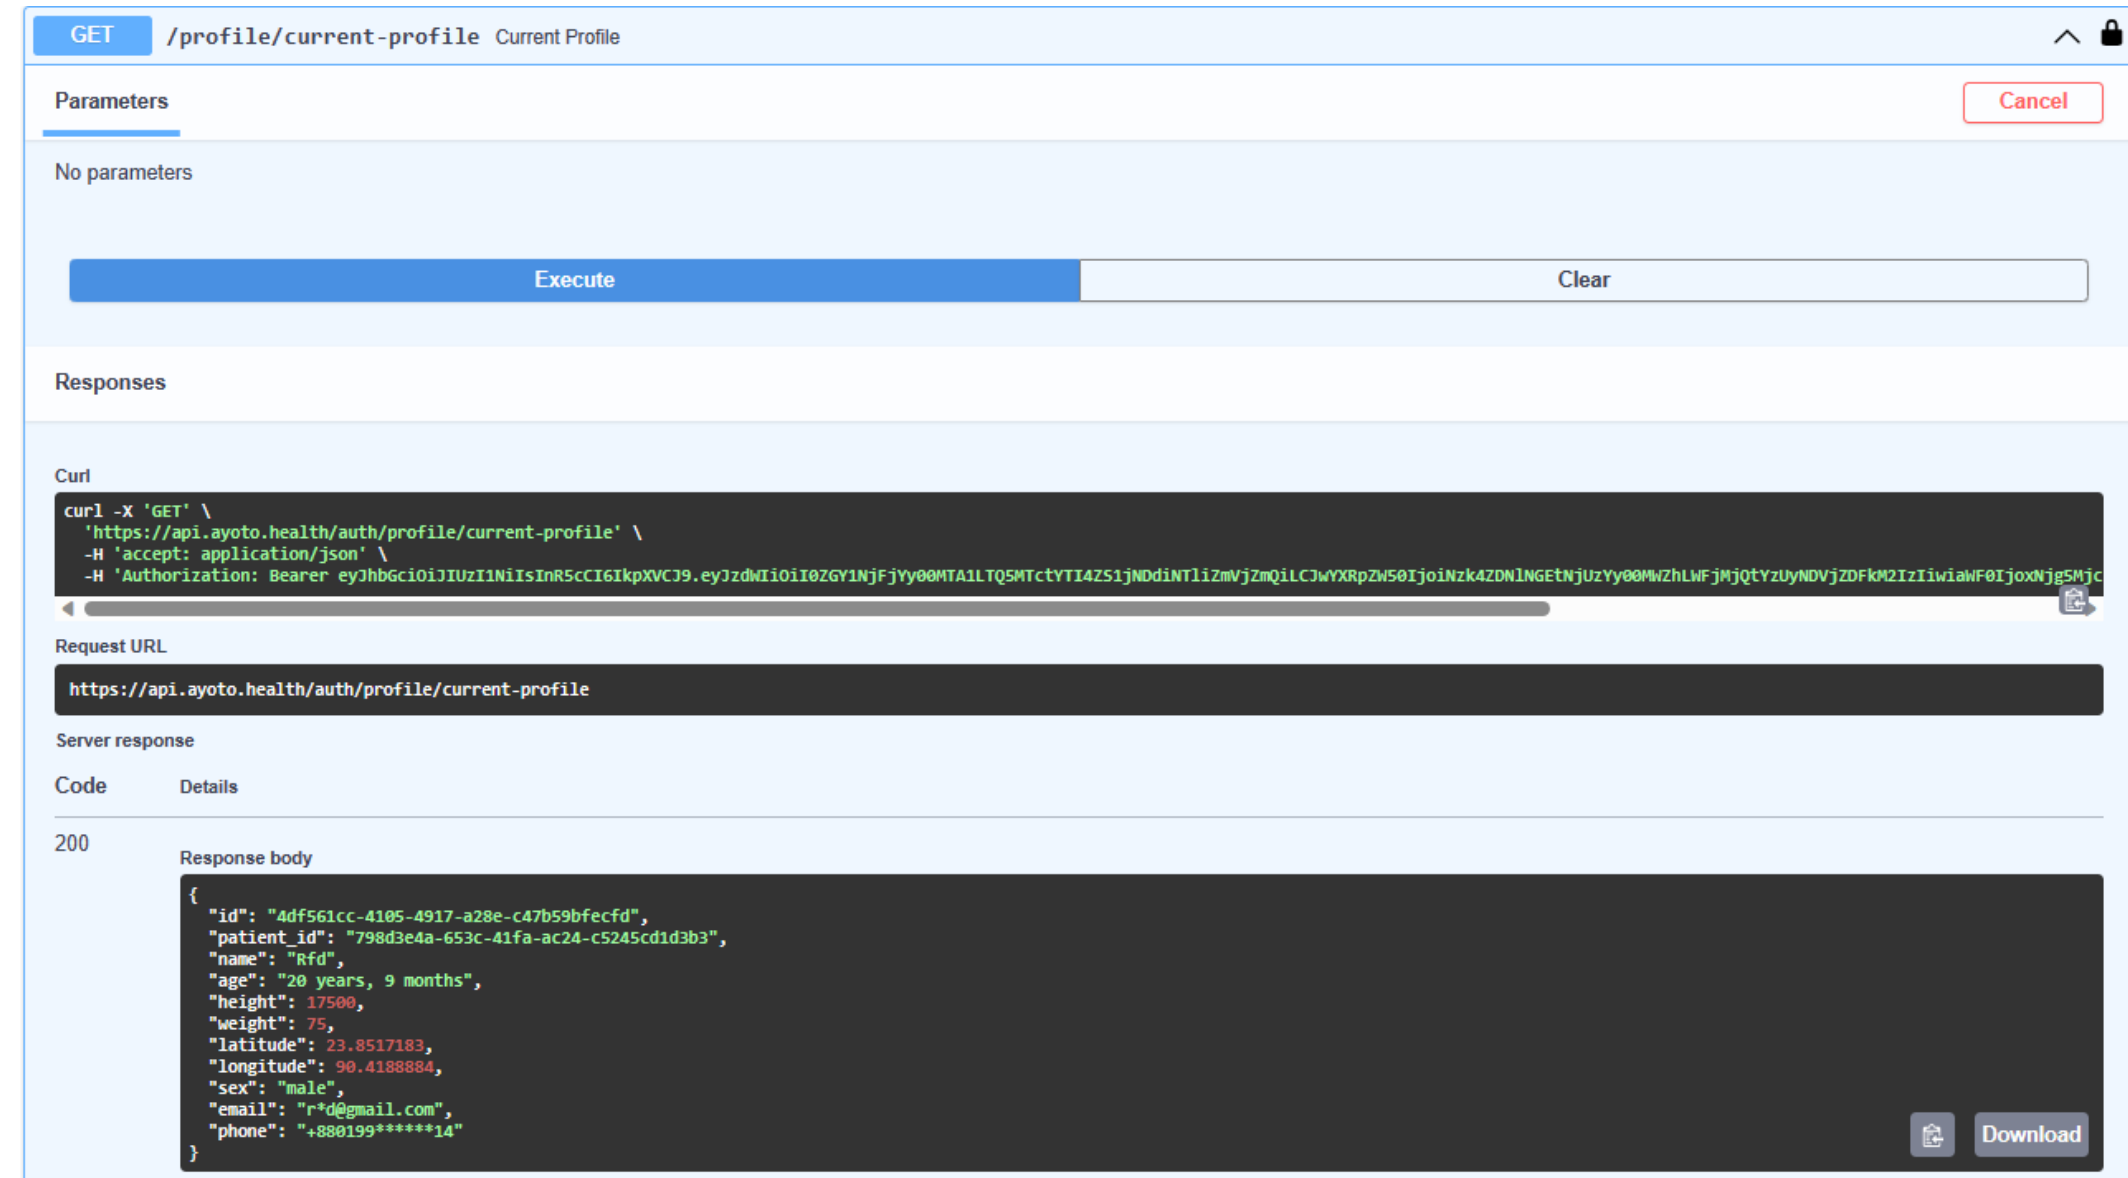 GET /profile/current-profile Current Profile
Parameters
Cancel
No parameters
Execute
Clear
Responses
Curl
curl -X 'GET' \
'https://api.ayoto.health/auth/profile/current-profile' \
-H 'accept: application/json' \
-H 'Authorization: Bearer eyJhbGciOiJIUzI1NiIsInR5cCI6IkpXVCJ9.eyJzdWIiOiI0ZGY1NjFjYy00MTA1LTQ5MTctYTI4ZS1jNDdiNTliZmVjZmQiLCJwYXRpZW50IjoiNzk4ZDNlNGEtNjUzYy00MWZhLWFjMjQtYzUyNDVjZDFkM2IzIiwiaWF0IjoxNjg5Mjc
Request URL
https://api.ayoto.health/auth/profile/current-profile
Server response
Code Details
200
Response body
{
"id": "4df561cc-4105-4917-a28e-c47b59bfecfd",
"patient_id": "798d3e4a-653c-41fa-ac24-c5245cd1d3b3",
"name": "Rfd",
"age": "20 years, 9 months",
"height": 17500,
"weight": 75,
"latitude": 23.8517183,
"longitude": 90.4188884,
"sex": "male",
"email": "r*d@gmail.com",
"phone": "+880199******14"
}
Download